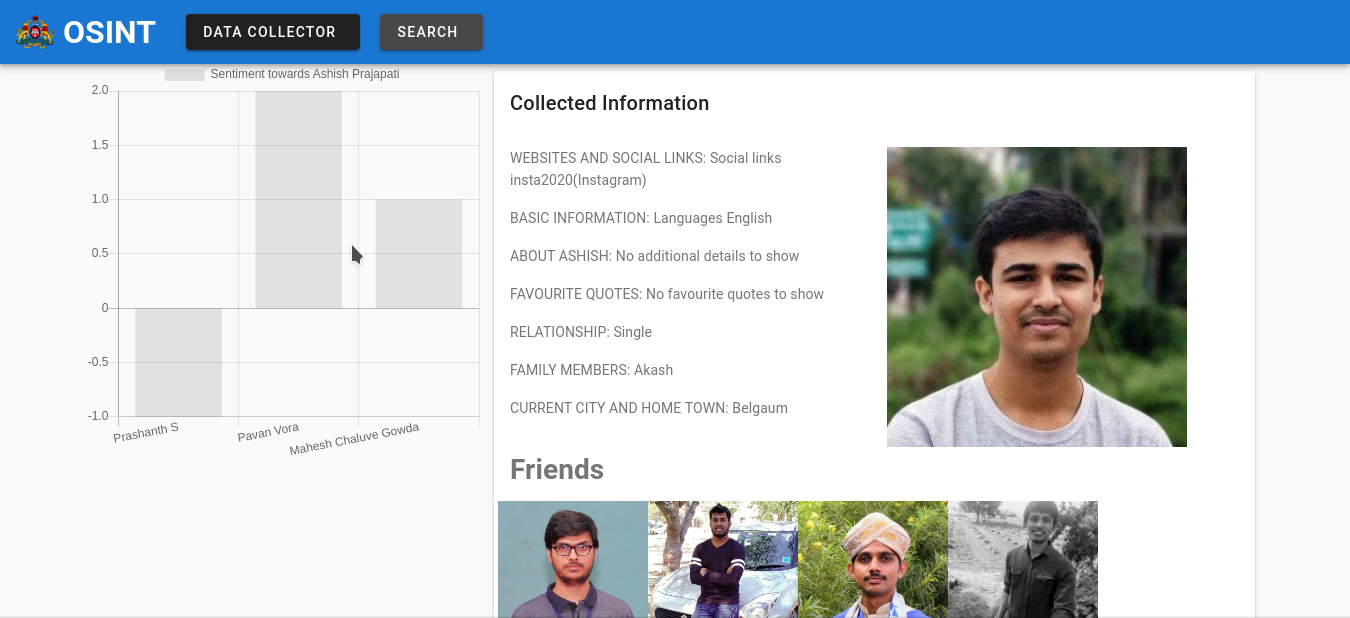 OSINT
DATA COLLECTOR
SEARCH
Sentiment towards Ashish Prajapati
2.0
1.5
1.0
0.5
0
-0.5
-1.0
Prashanth S
Pavan Vora
Mahesh Chaluve Gowda
Collected Information
WEBSITES AND SOCIAL LINKS: Social links
insta2020(Instagram)
BASIC INFORMATION: Languages English
ABOUT ASHISH: No additional details to show
FAVOURITE QUOTES: No favourite quotes to show
RELATIONSHIP: Single
FAMILY MEMBERS: Akash
CURRENT CITY AND HOME TOWN: Belgaum
Friends